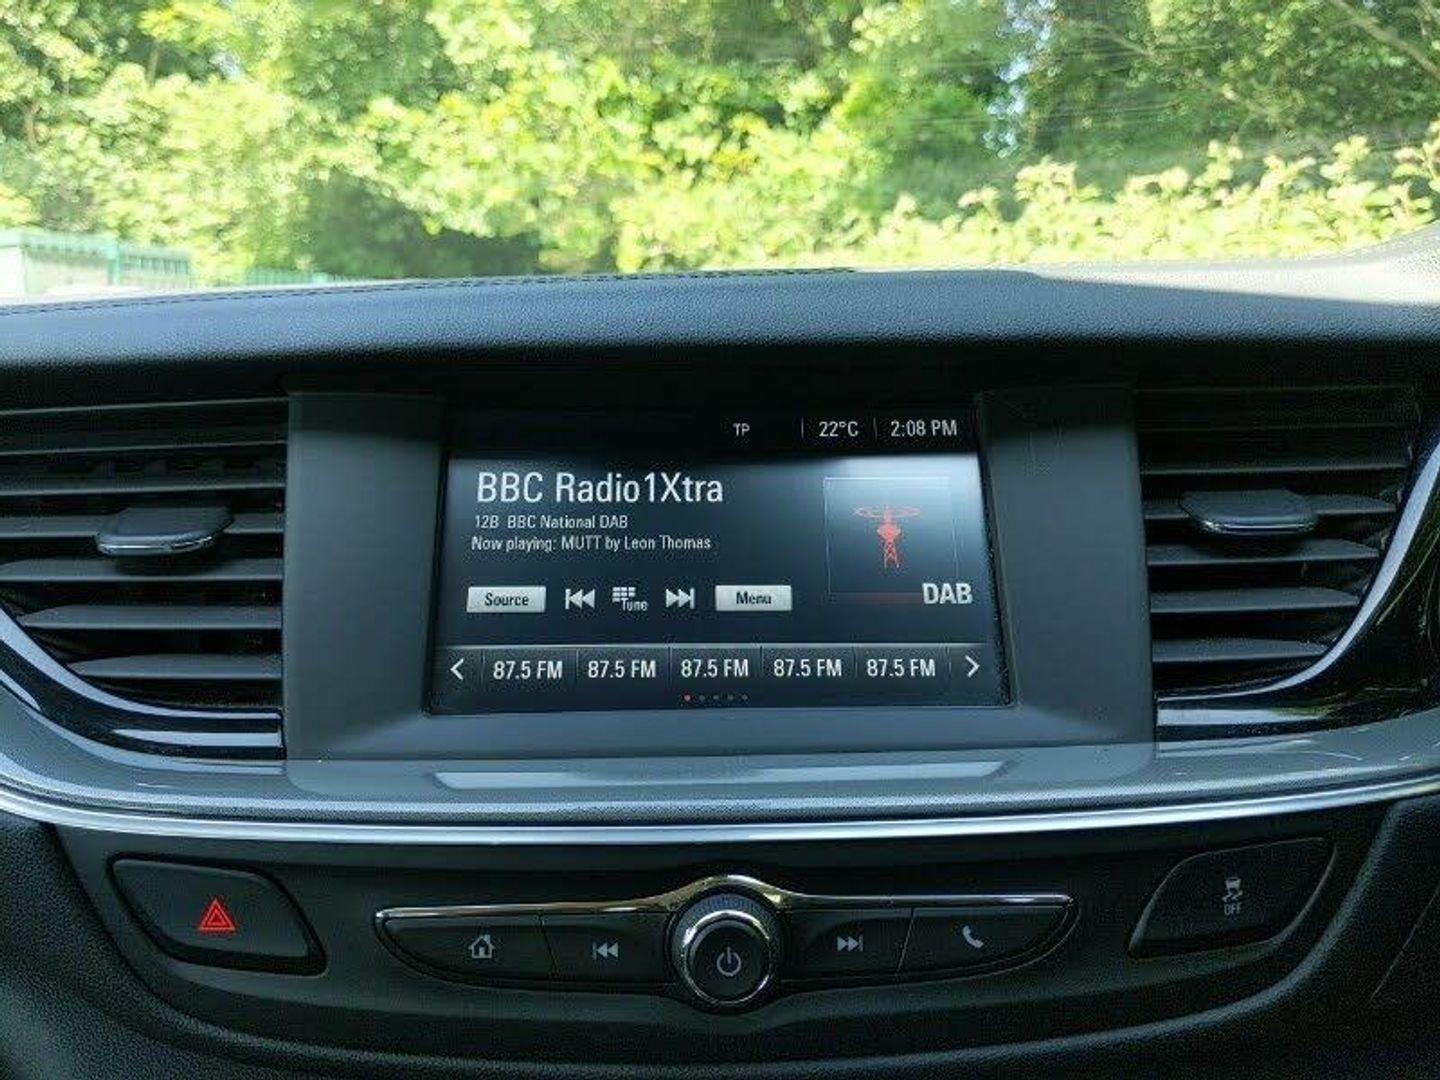 TP 22°C 2:08 PM
BBC Radio1Xtra
12B BBC National DAB
Now playing: MUTT by Leon Thomas
Source Tune Menu
DAB
87.5 FM 87.5 FM 87.5 FM 87.5 FM 87.5 FM
OFF